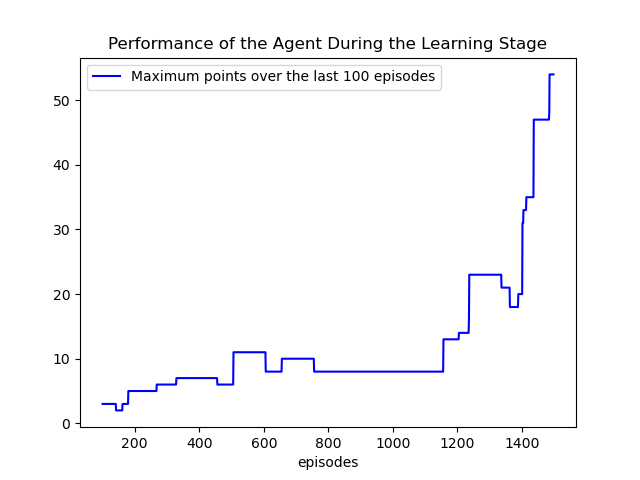 Performance of the Agent During the Learning Stage
Maximum points over the last 100 episodes
50
40
30
20
10
0
200 400 600 800 1000 1200 1400
episodes